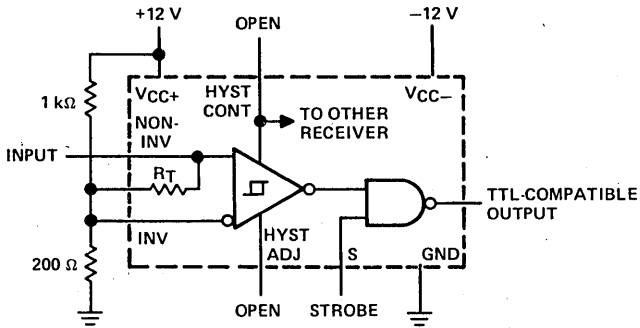 +12 V
OPEN
−12 V
1 kΩ
VCC+
HYST
CONT
VCC−
TO OTHER
RECEIVER
NON-
INV
INPUT
RT
TTL-COMPATIBLE
OUTPUT
INV
HYST
ADJ
S
GND
200 Ω
OPEN
STROBE